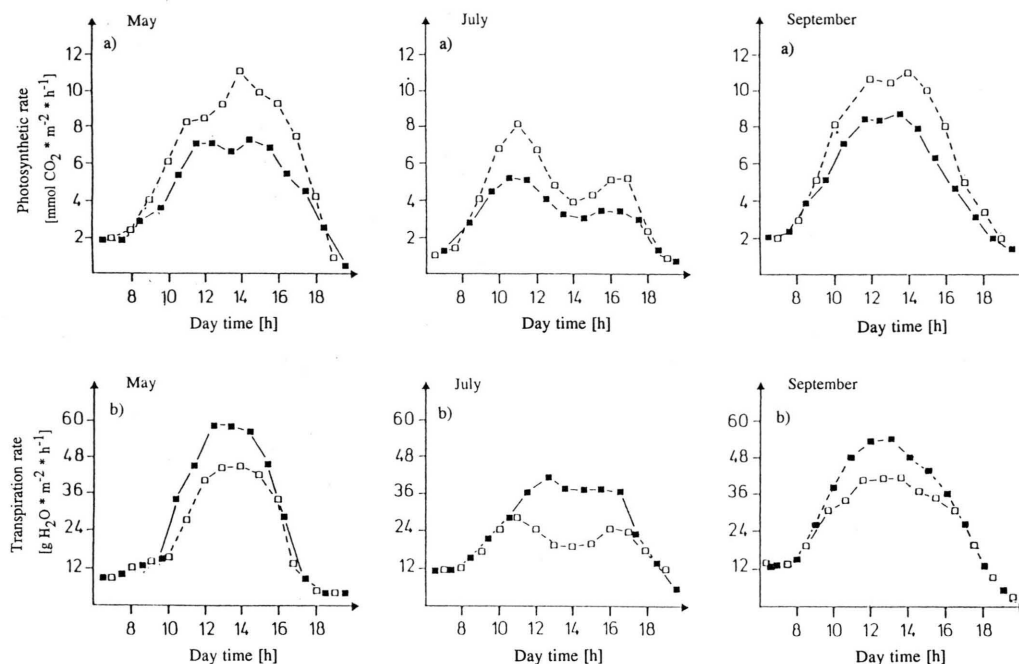 May
July
September
a)
a)
a)
Photosynthetic rate
[mmol CO₂ * m⁻² * h⁻¹]
12
10
8
6
4
2
12
10
8
6
4
2
12
10
8
6
4
2
8 10 12 14 16 18
8 10 12 14 16 18
8 10 12 14 16 18
Day time [h]
Day time [h]
Day time [h]
May
July
September
b)
b)
b)
Transpiration rate
[g H₂O * m⁻² * h⁻¹]
60
48
36
24
12
60
48
36
24
12
60
48
36
24
12
8 10 12 14 16 18
8 10 12 14 16 18
8 10 12 14 16 18
Day time [h]
Day time [h]
Day time [h]